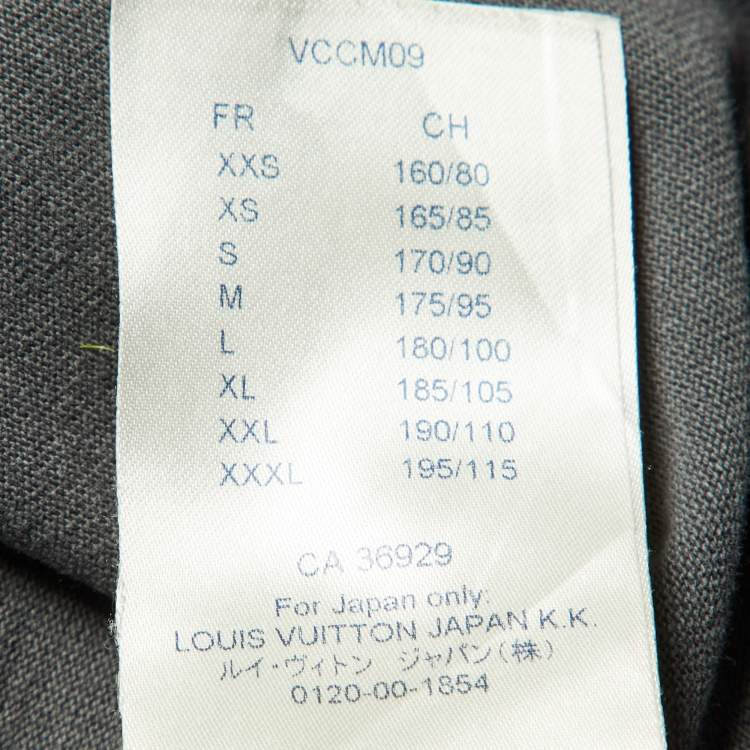 VCCM09
FR CH
XXS 160/80
XS 165/85
S 170/90
M 175/95
L 180/100
XL 185/105
XXL 190/110
XXXL 195/115
CA 36929
For Japan only:
LOUIS VUITTON JAPAN K.K.
ルイ・ヴィトン ジャパン(株)
0120-00-1854